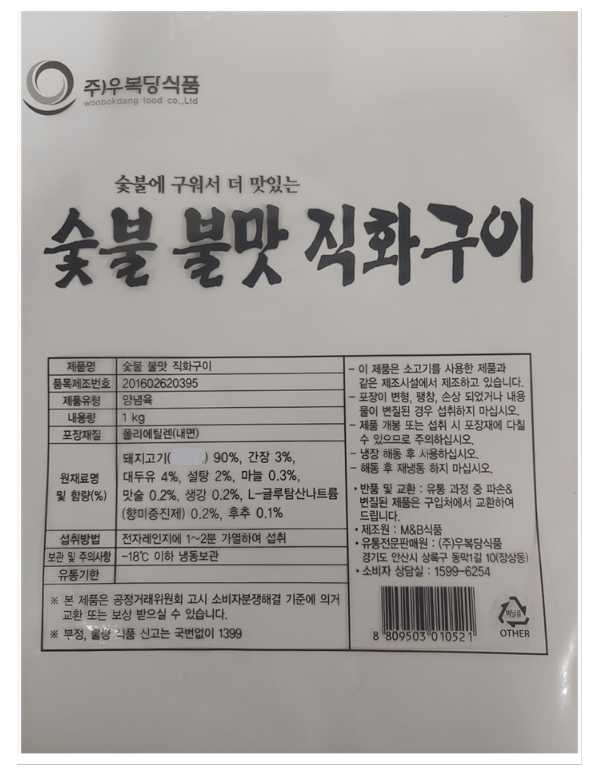 주)우복당식품
woobokdang food co.,Ltd
숯불에 구워서 더 맛있는
숯불 불맛 직화구이
제품명 숯불 불맛 직화구이
품목제조번호 201602620395
제품유형 양념육
내용량 1 kg
포장재질 폴리에틸렌(내면)
원재료명 및 함량(%)
돼지고기( ) 90%, 간장 3%,
대두유 4%, 설탕 2%, 마늘 0.3%,
맛술 0.2%, 생강 0.2%, L-글루탐산나트륨
(향미증진제) 0.2%, 후추 0.1%
섭취방법 전자레인지에 1~2분 가열하여 섭취
보관 및 주의사항 -18℃ 이하 냉동보관
유통기한
※ 본 제품은 공정거래위원회 고시 소비자분쟁해결 기준에 의거
교환 또는 보상 받으실 수 있습니다.
※ 부정, 불량 식품 신고는 국번없이 1399
- 이 제품은 소고기를 사용한 제품과
같은 제조시설에서 제조하고 있습니다.
- 포장이 변형, 팽창, 손상 되었거나 내용
물이 변질된 경우 섭취하지 마십시오.
- 제품 개봉 또는 섭취 시 포장재에 다칠
수 있으므로 주의하십시오.
- 냉장 해동 후 사용하십시오.
- 해동 후 재냉동 하지 마십시오.
• 반품 및 교환 : 유통 과정 중 파손&
변질된 제품은 구입처에서 교환하여
드립니다.
• 제조원 : M&B식품
• 유통전문판매원 : (주)우복당식품
경기도 안산시 상록구 동막1길 10(장상동)
• 소비자 상담실 : 1599-6254
8 809503 010521
비닐류
OTHER